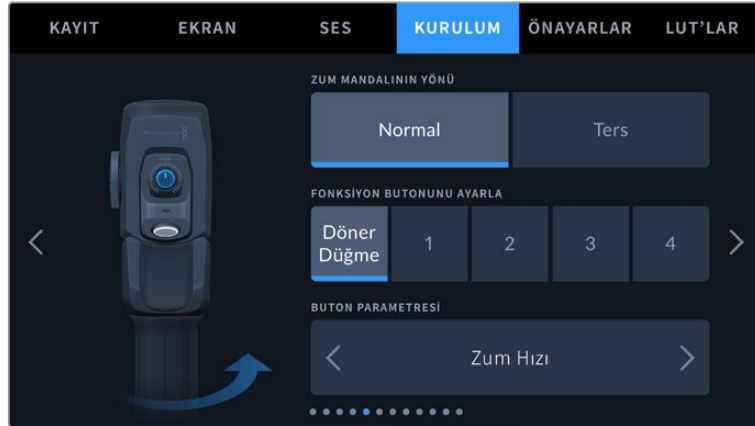 KAYIT EKRAN SES KURULUM ÖNAYARLAR LUT'LAR
ZUM MANDALININ YÖNÜ
Normal Ters
FONKSİYON BUTONUNU AYARLA
Döner
Düğme 1 2 3 4
BUTON PARAMETRESİ
Zum Hızı